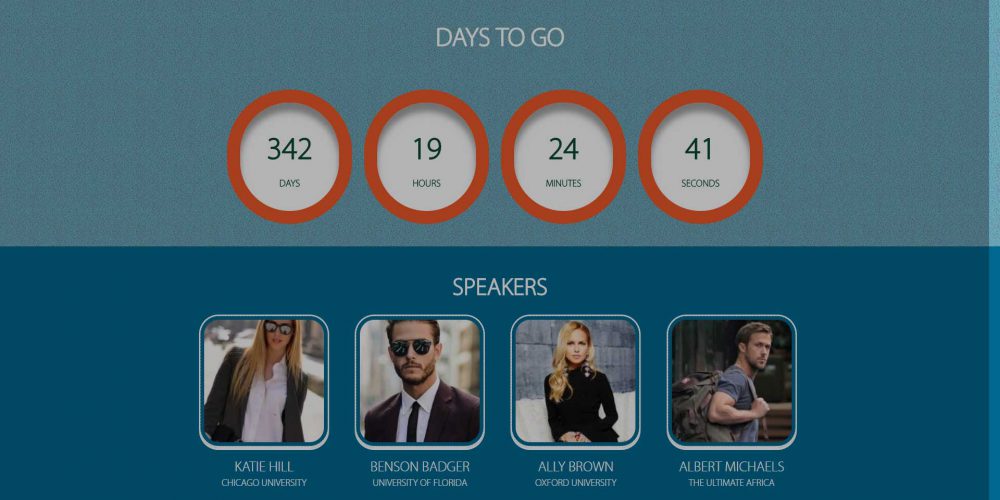 DAYS TO GO
342 19 24 41
DAYS HOURS MINUTES SECONDS
SPEAKERS
KATIE HILL BENSON BADGER ALLY BROWN ALBERT MICHAELS
CHICAGO UNIVERSITY UNIVERSITY OF FLORIDA OXFORD UNIVERSITY THE ULTIMATE AFRICA